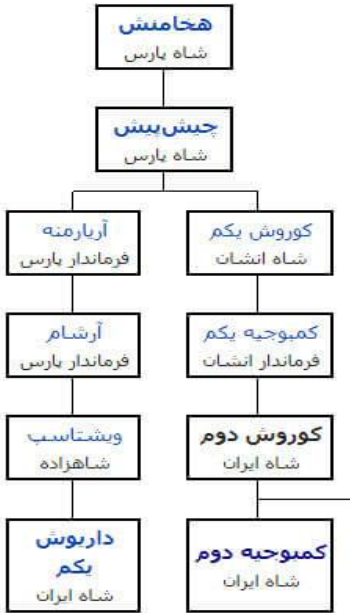 هخامنش
شاه پارس
چیش‌پیش
شاه پارس
کوروش یکم
شاه انشان
آریارمنه
فرماندار پارس
کمبوجیه یکم
فرماندار انشان
آرشام
فرماندار پارس
کوروش دوم
شاه ایران
ویشتاسپ
شاهزاده
کمبوجیه دوم
شاه ایران
داریوش
یکم
شاه ایران